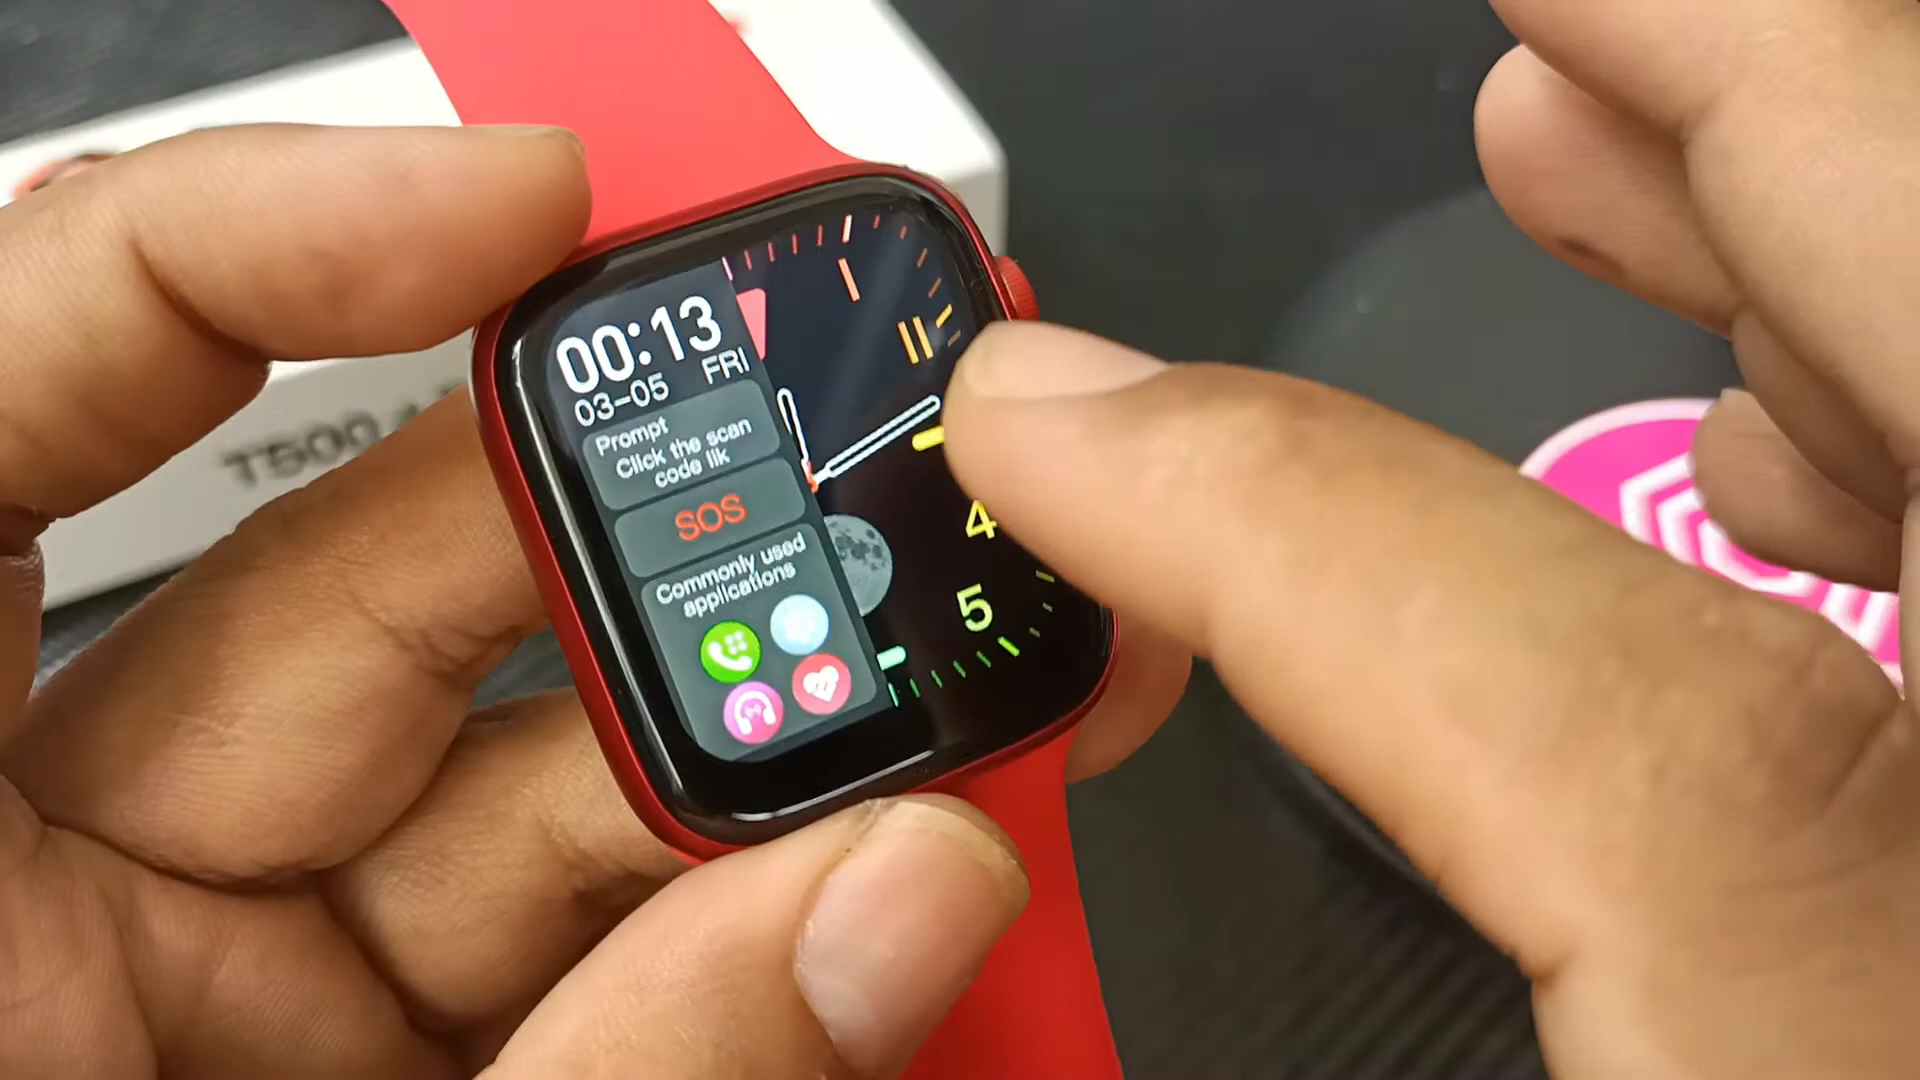 00:13
03-05 FRI
Prompt
Click the scan
code lik
SOS
Commonly used
applications
4
5
T500